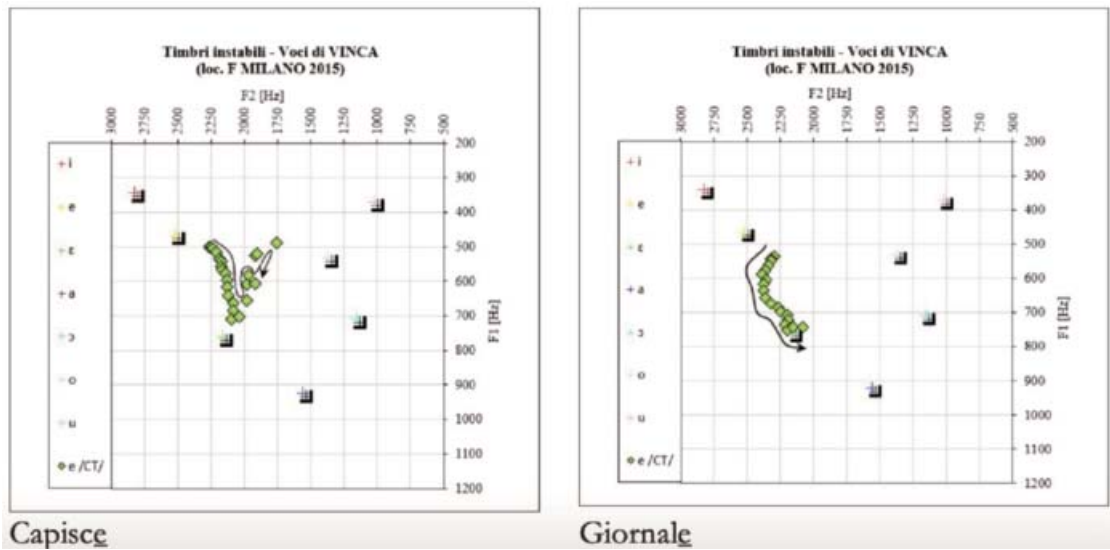 Timbri instabili - Voci di VINCA
(loc. F MILANO 2015)
F2 [Hz]
3000 2750 2500 2250 2000 1750 1500 1250 1000 750 500
200
300
400
500
600
700
800
900
1000
1100
1200
F1 [Hz]
+ i
+ e
+ ε
+ a
+ ɔ
+ o
+ u
e /CT/
Capisce
Timbri instabili - Voci di VINCA
(loc. F MILANO 2015)
F2 [Hz]
3000 2750 2500 2250 2000 1750 1500 1250 1000 750 500
200
300
400
500
600
700
800
900
1000
1100
1200
F1 [Hz]
+ i
+ e
+ ε
+ a
+ ɔ
+ o
+ u
e /CT/
Giornale